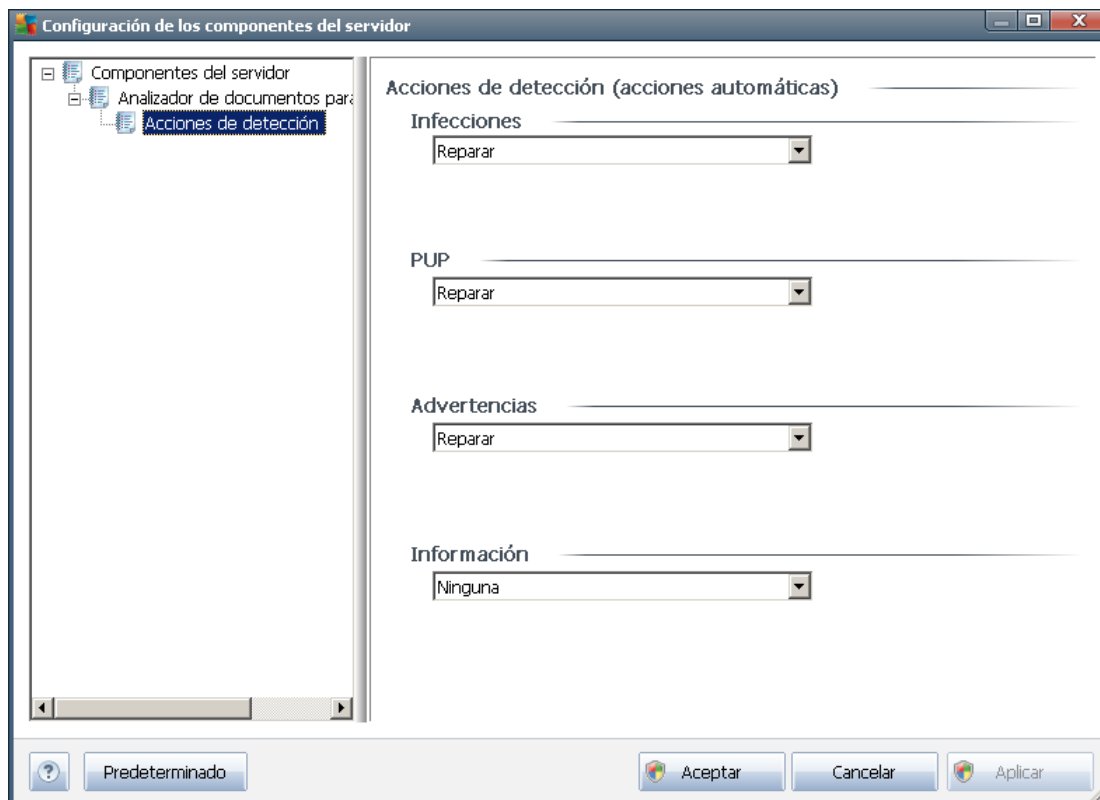 Configuración de los componentes del servidor
Componentes del servidor
Analizador de documentos para
Acciones de detección
Acciones de detección (acciones automáticas)
Infecciones
Reparar
PUP
Reparar
Advertencias
Reparar
Información
Ninguna
?
Predeterminado
Aceptar
Cancelar
Aplicar